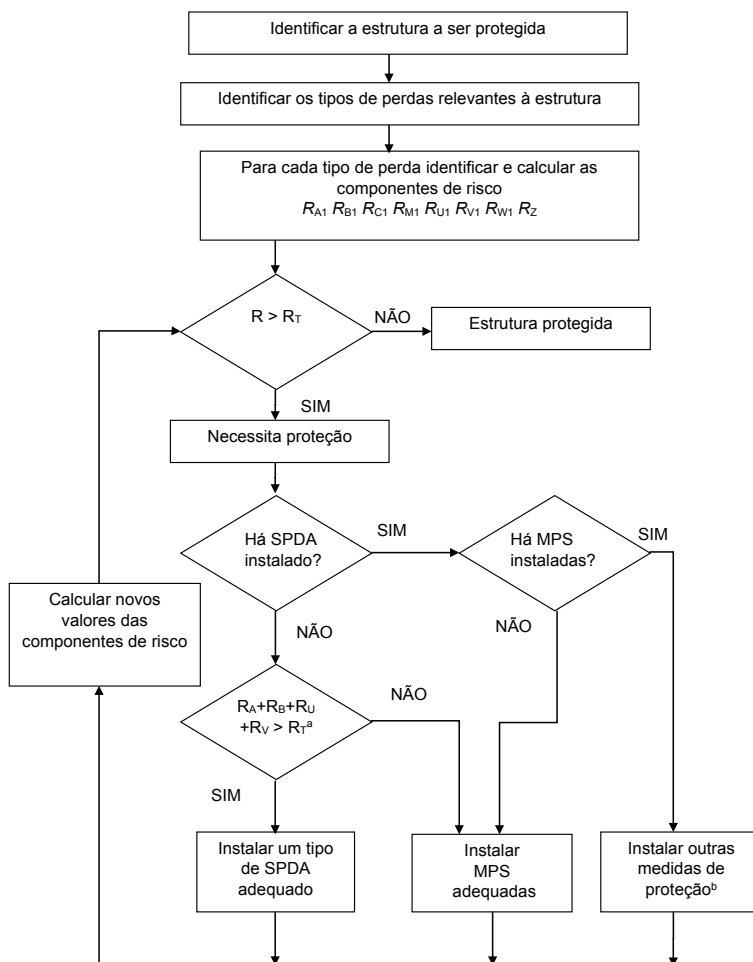 Identificar a estrutura a ser protegida
Identificar os tipos de perdas relevantes à estrutura
Para cada tipo de perda identificar e calcular as
componentes de risco
RA1 RB1 RC1 RM1 RU1 RV1 RW1 RZ
R > RT
NÃO
Estrutura protegida
SIM
Necessita proteção
Há SPDA
instalado?
SIM
Há MPS
instaladas?
SIM
Calcular novos
valores das
componentes de risco
NÃO
NÃO
RA+RB+RU
+RV > RTa
NÃO
SIM
Instalar um tipo
de SPDA
adequado
Instalar
MPS
adequadas
Instalar outras
medidas de
proteçãob